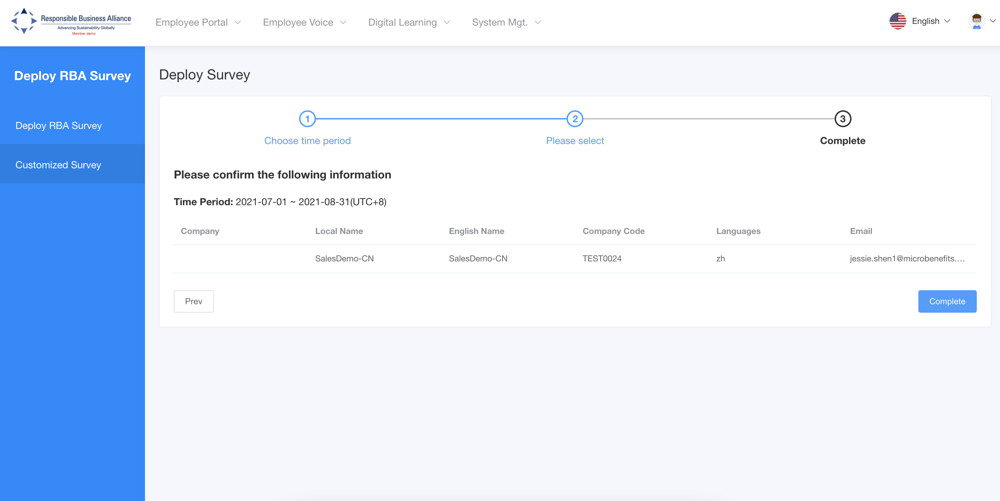 Responsible Business Alliance
Advancing Sustainability Globally
Member demo
Employee Portal
Employee Voice
Digital Learning
System Mgt.
English
Deploy RBA Survey
Deploy RBA Survey
Customized Survey
Deploy Survey
1
2
3
Choose time period
Please select
Complete
Please confirm the following information
Time Period: 2021-07-01 ~ 2021-08-31(UTC+8)
Company Local Name English Name Company Code Languages Email
SalesDemo-CN SalesDemo-CN TEST0024 zh jessie.shen1@microbenefits....
Prev
Complete